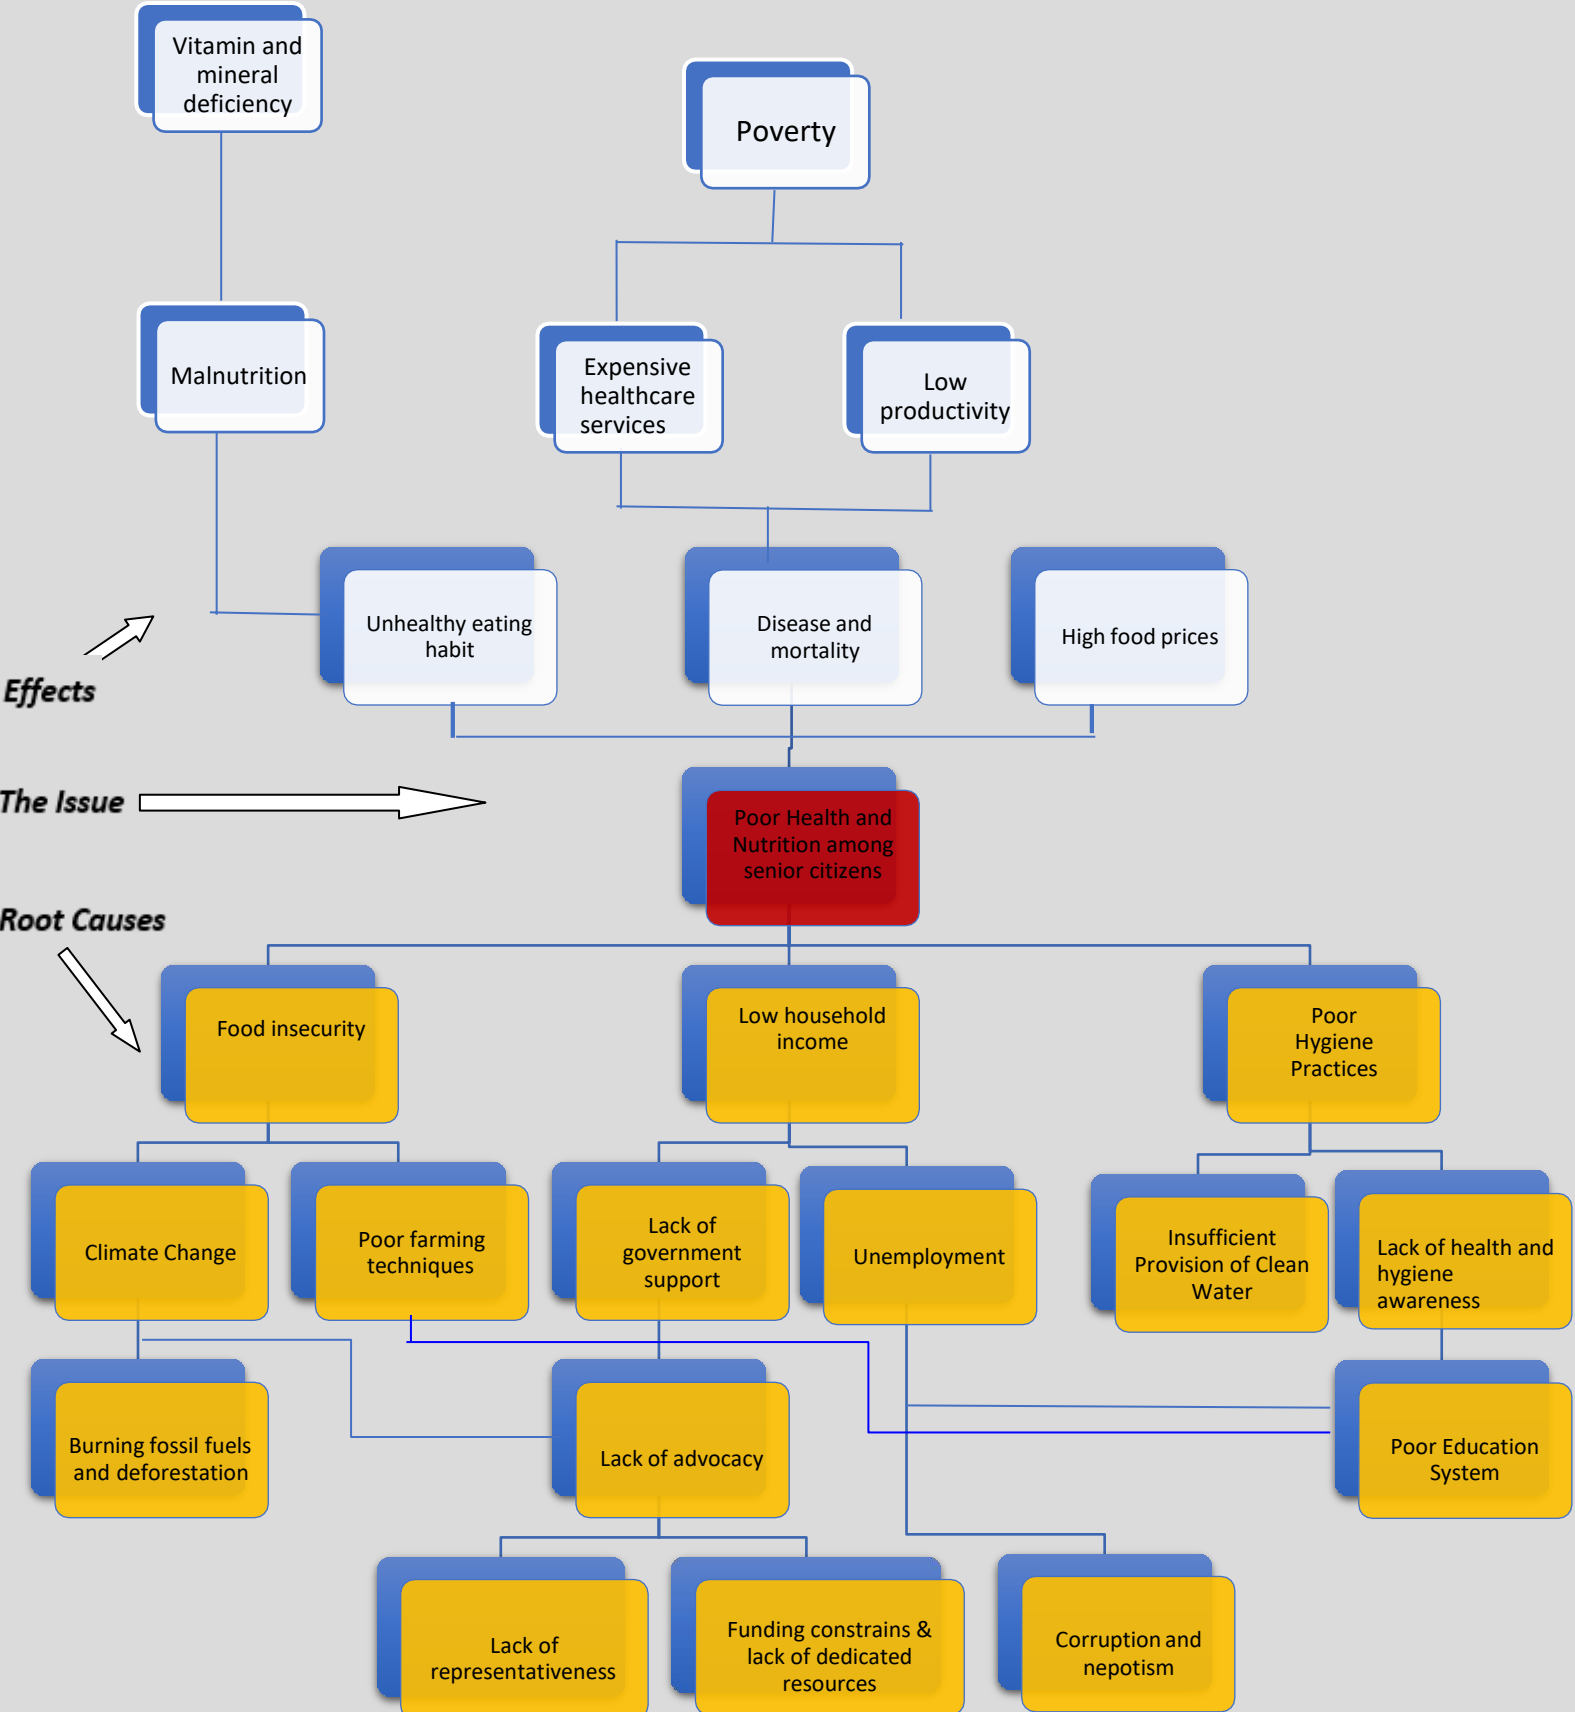 Vitamin and
mineral
deficiency
Poverty
Malnutrition
Expensive
healthcare
services
Low
productivity
Unhealthy eating
habit
Disease and
mortality
High food prices
Effects
The Issue
Poor Health and
Nutrition among
senior citizens
Root Causes
Food insecurity
Low household
income
Poor
Hygiene
Practices
Climate Change
Poor farming
techniques
Lack of
government
support
Unemployment
Insufficient
Provision of Clean
Water
Lack of health and
hygiene
awareness
Burning fossil fuels
and deforestation
Lack of advocacy
Poor Education
System
Lack of
representativeness
Funding constrains &
lack of dedicated
resources
Corruption and
nepotism